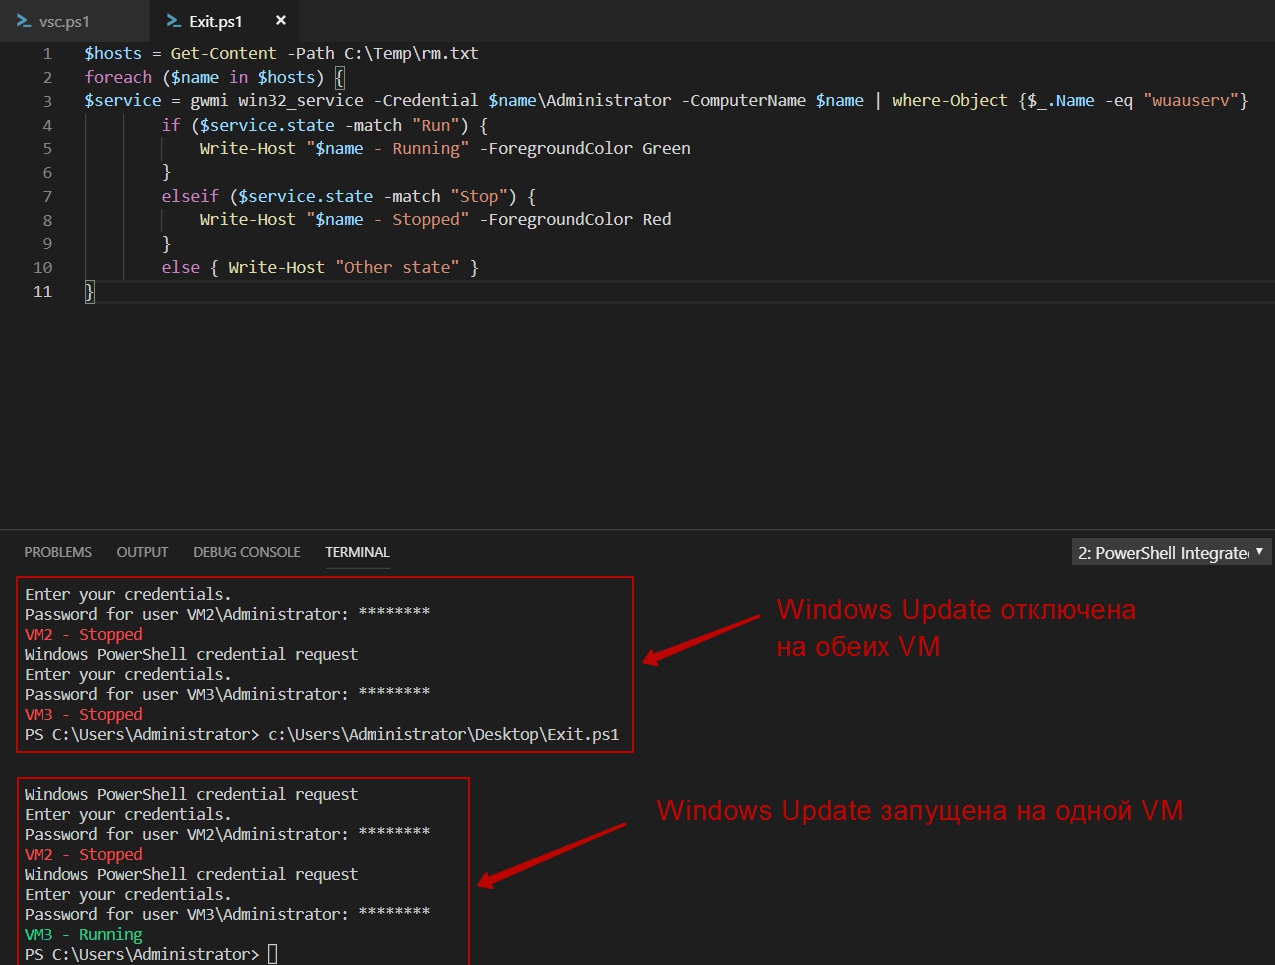 vsc.ps1
Exit.ps1 ×
1 $hosts = Get-Content -Path C:\Temp\rm.txt
2 foreach ($name in $hosts) {
3 $service = gwmi win32_service -Credential $name\Administrator -ComputerName $name | where-Object {$_.Name -eq "wuauserv"}
4 if ($service.state -match "Run") {
5 Write-Host "$name - Running" -ForegroundColor Green
6 }
7 elseif ($service.state -match "Stop") {
8 Write-Host "$name - Stopped" -ForegroundColor Red
9 }
10 else { Write-Host "Other state" }
11 }
PROBLEMS OUTPUT DEBUG CONSOLE TERMINAL
2: PowerShell Integrate
Enter your credentials.
Password for user VM2\Administrator: ********
VM2 - Stopped
Windows PowerShell credential request
Enter your credentials.
Password for user VM3\Administrator: ********
VM3 - Stopped
PS C:\Users\Administrator> c:\Users\Administrator\Desktop\Exit.ps1
Windows Update отключена
на обеих VM
Windows PowerShell credential request
Enter your credentials.
Password for user VM2\Administrator: ********
VM2 - Stopped
Windows PowerShell credential request
Enter your credentials.
Password for user VM3\Administrator: ********
VM3 - Running
PS C:\Users\Administrator>
Windows Update запущена на одной VM